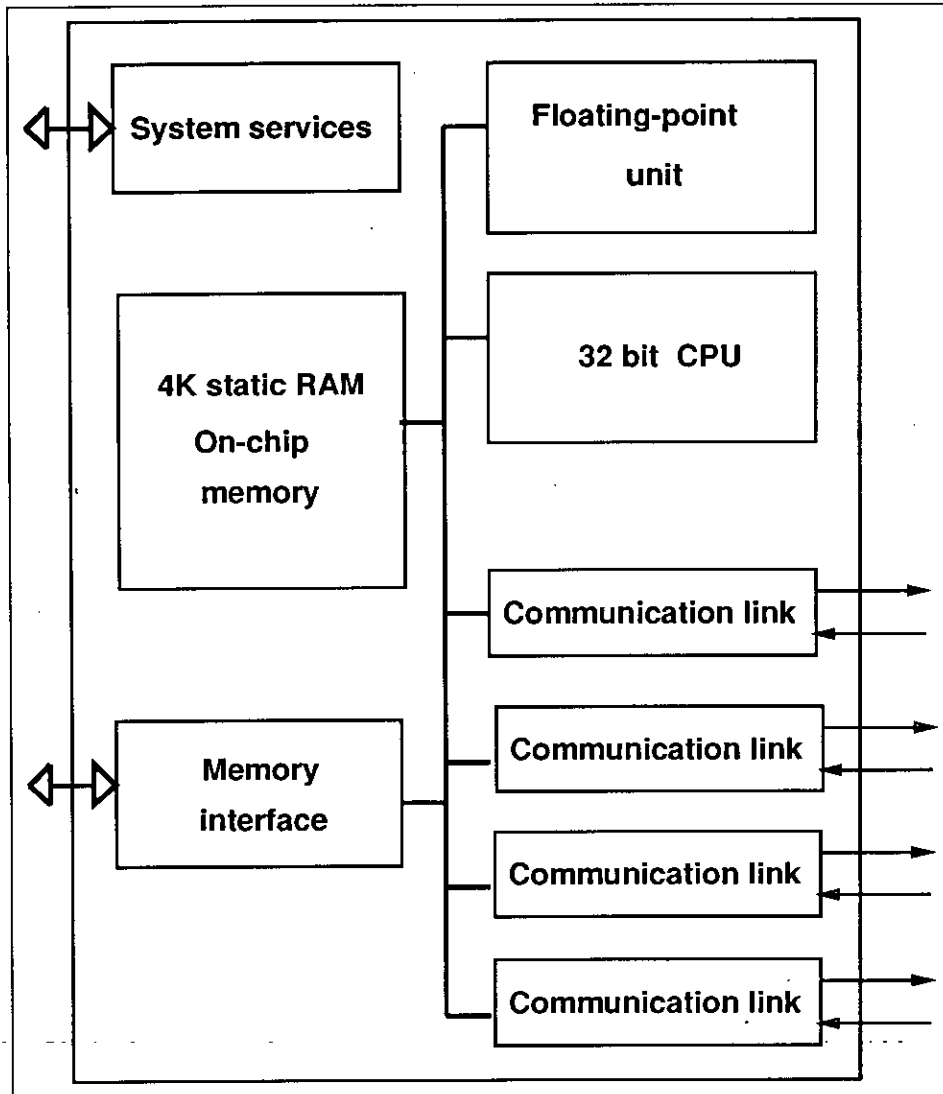 System services
Floating-point
unit
4K static RAM
On-chip
memory
32 bit CPU
Communication link
Memory
interface
Communication link
Communication link
Communication link